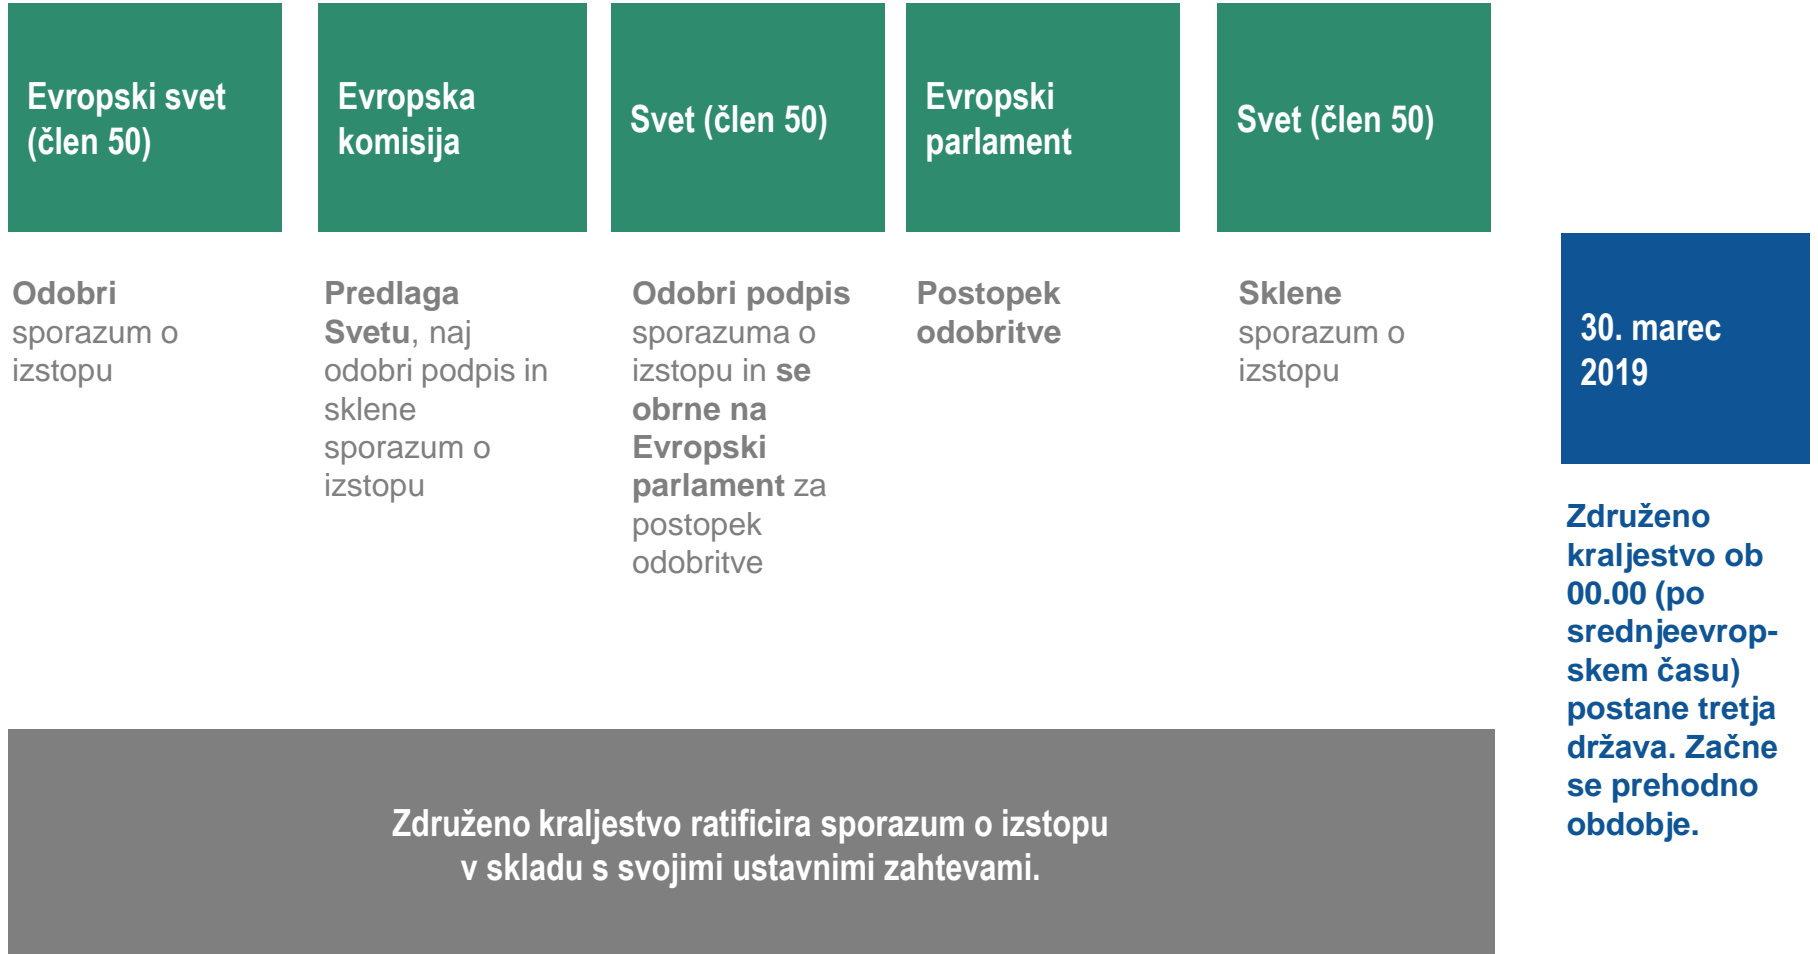 Evropski svet
(člen 50)
Evropska
komisija
Svet (člen 50)
Evropski
parlament
Svet (člen 50)
Odobri
sporazum o
izstopu
Predlaga
Svetu, naj
odobri podpis in
sklene
sporazum o
izstopu
Odobri podpis
sporazuma o
izstopu in se
obrne na
Evropski
parlament za
postopek
odobritve
Postopek
odobritve
Sklene
sporazum o
izstopu
30. marec
2019
Združeno
kraljestvo ob
00.00 (po
srednjeevrop-
skem času)
postane tretja
država. Začne
se prehodno
obdobje.
Združeno kraljestvo ratificira sporazum o izstopu
v skladu s svojimi ustavnimi zahtevami.